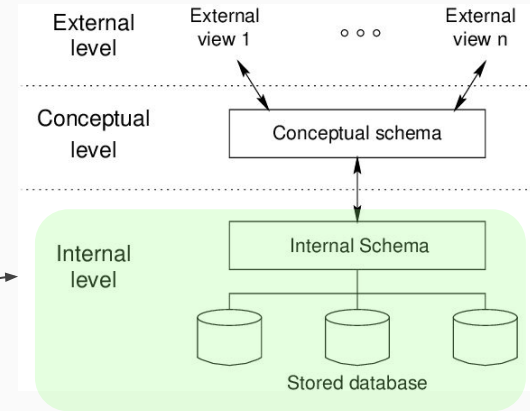 External
level
External
view 1
External
view n
Conceptual
level
Conceptual schema
Internal
level
Internal Schema
Stored database